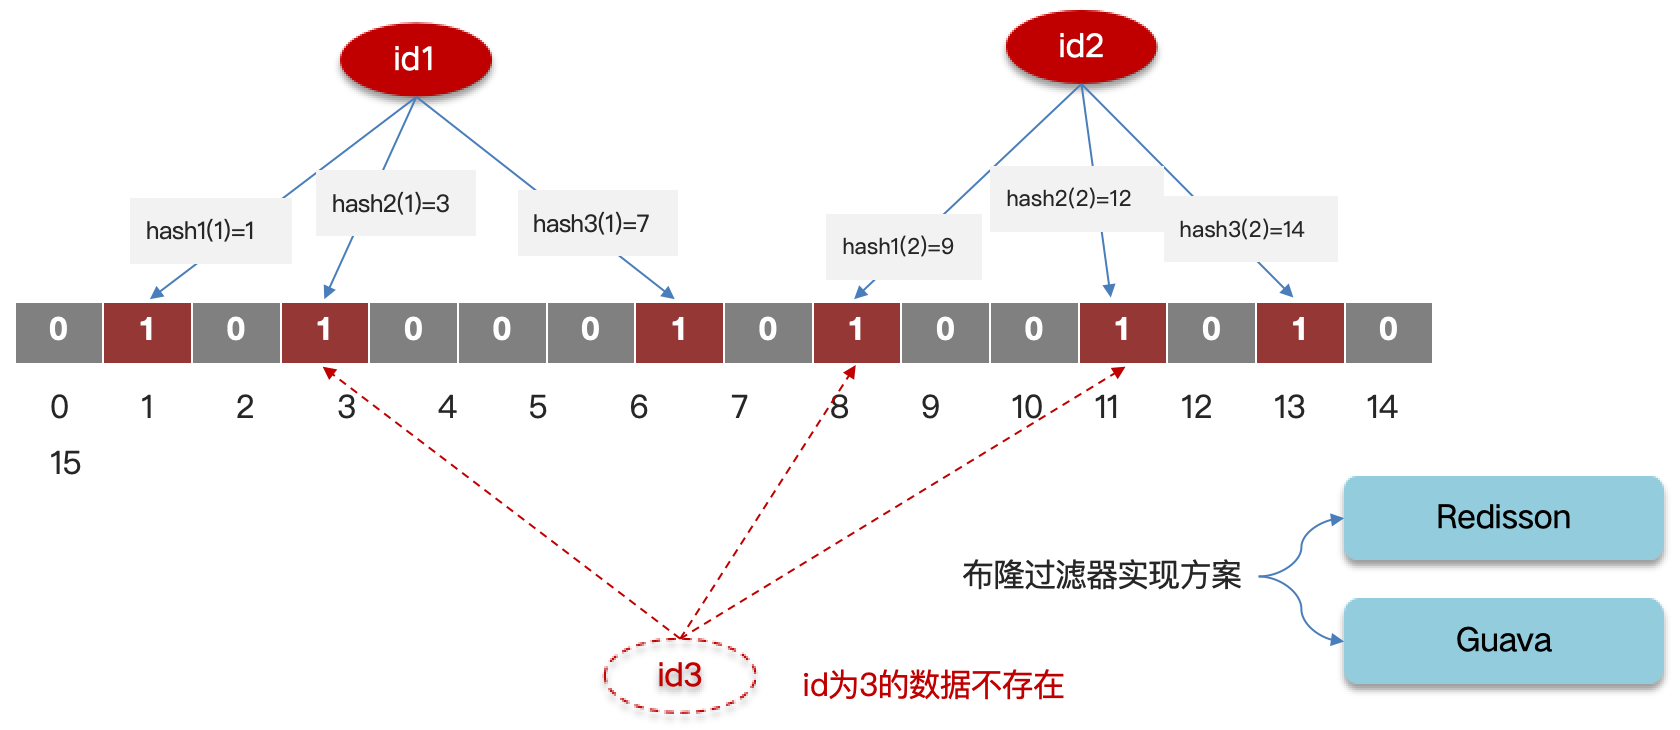 id1
id2
hash1(1)=1
hash2(1)=3
hash3(1)=7
hash1(2)=9
hash2(2)=12
hash3(2)=14
0 1 0 1 0 0 0 1 0 1 0 0 1 0 1 0
0 1 2 3 4 5 6 7 8 9 10 11 12 13 14
15
Redisson
布隆过滤器实现方案
Guava
id3
id为3的数据不存在